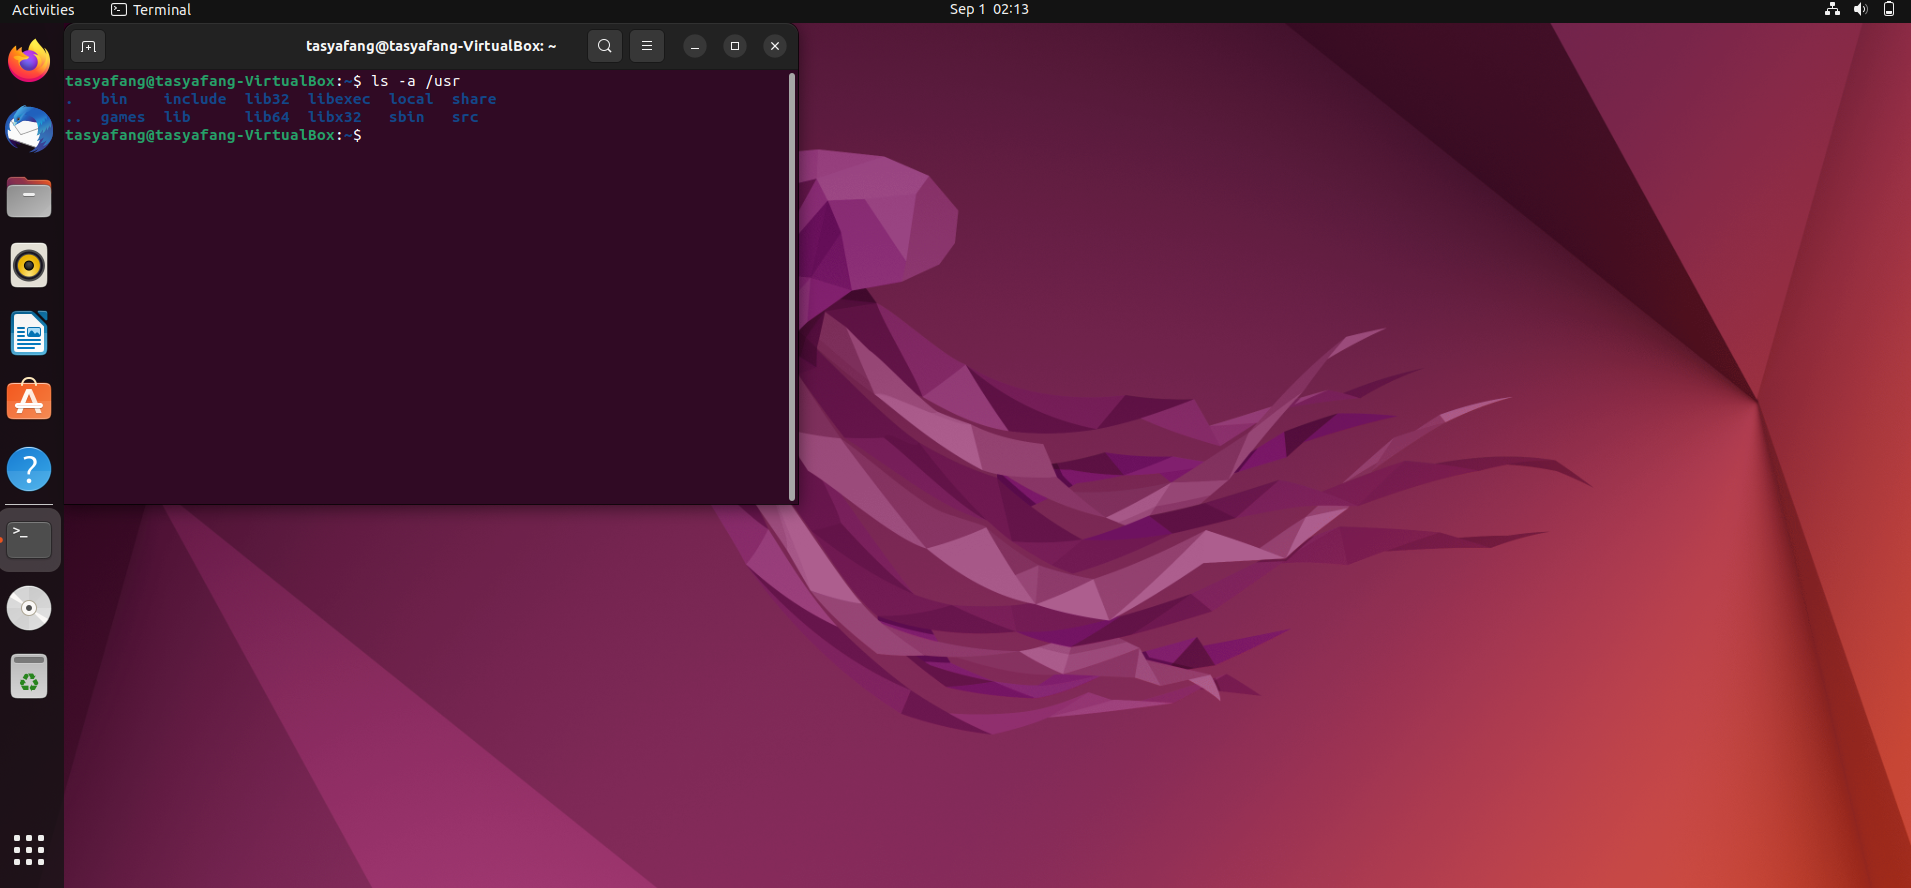 Activities Terminal Sep 1 02:13
tasyafang@tasyafang-VirtualBox: ~
tasyafang@tasyafang-VirtualBox:~$ ls -a /usr
. bin include lib32 libexec local share
.. games lib lib64 libx32 sbin src
tasyafang@tasyafang-VirtualBox:~$